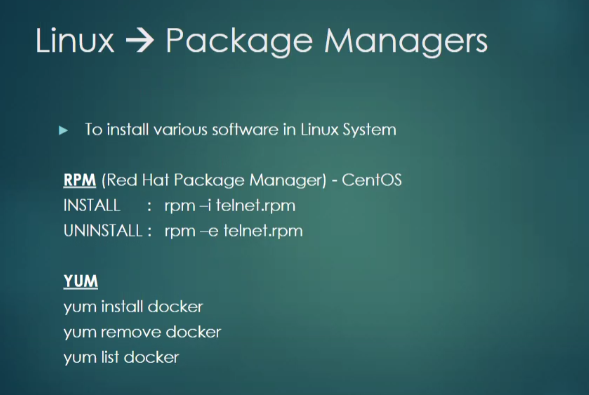 Linux → Package Managers
► To install various software in Linux System
RPM (Red Hat Package Manager) - CentOS
INSTALL : rpm –i telnet.rpm
UNINSTALL : rpm –e telnet.rpm
YUM
yum install docker
yum remove docker
yum list docker